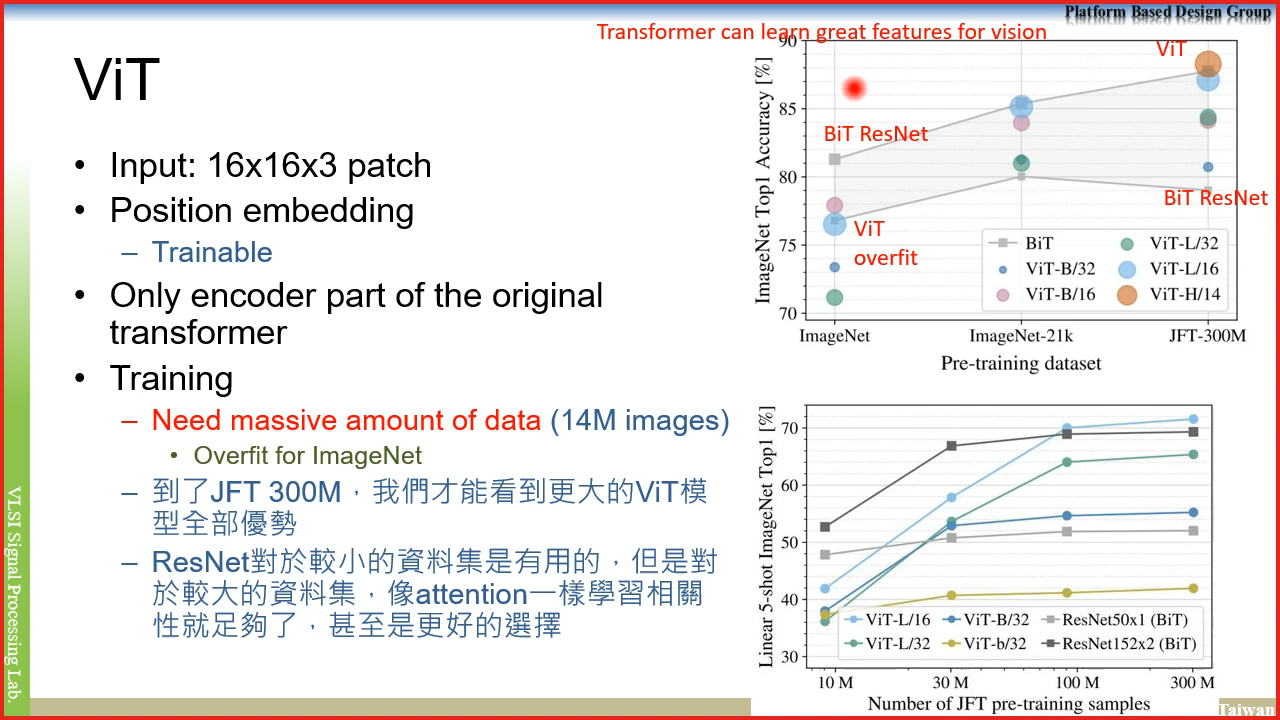 Platform Based Design Group
Transformer can learn great features for vision
ViT
• Input: 16x16x3 patch
• Position embedding
– Trainable
• Only encoder part of the original
transformer
• Training
– Need massive amount of data (14M images)
• Overfit for ImageNet
– 到了JFT 300M，我們才能看到更大的ViT模
型全部優勢
– ResNet對於較小的資料集是有用的，但是對
於較大的資料集，像attention一樣學習相關
性就足夠了，甚至是更好的選擇
VLSI Signal Processing Lab.
ImageNet Top1 Accuracy [%]
90
85
80
75
70
ViT
BiT ResNet
BiT ResNet
ViT
overfit
BiT
ViT-B/32
ViT-B/16
ViT-L/32
ViT-L/16
ViT-H/14
ImageNet
ImageNet-21k
JFT-300M
Pre-training dataset
Linear 5-shot ImageNet Top1 [%]
70
60
50
40
30
ViT-L/16
ViT-B/32
ResNet50x1 (BiT)
ViT-L/32
ViT-b/32
ResNet152x2 (BiT)
10 M
30 M
100 M
300 M
Number of JFT pre-training samples
Taiwan